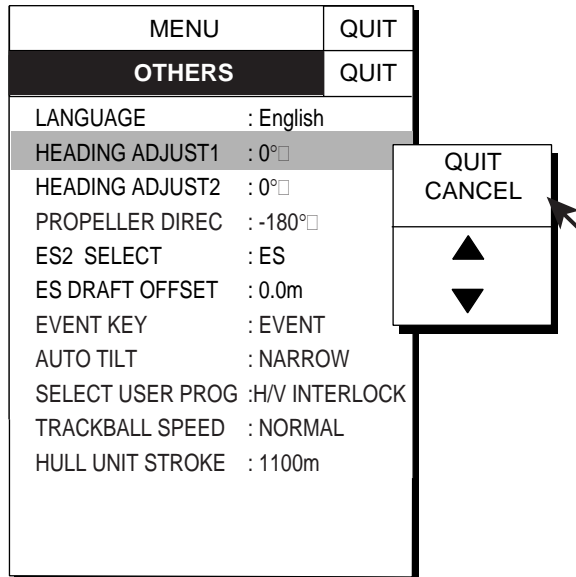 MENU QUIT
OTHERS QUIT
LANGUAGE : English
HEADING ADJUST1 : 0°□
HEADING ADJUST2 : 0°□
PROPELLER DIREC : -180°□
ES2 SELECT : ES
ES DRAFT OFFSET : 0.0m
EVENT KEY : EVENT
AUTO TILT : NARROW
SELECT USER PROG :H/V INTERLOCK
TRACKBALL SPEED : NORMAL
HULL UNIT STROKE : 1100m
QUIT
CANCEL
▲
▼